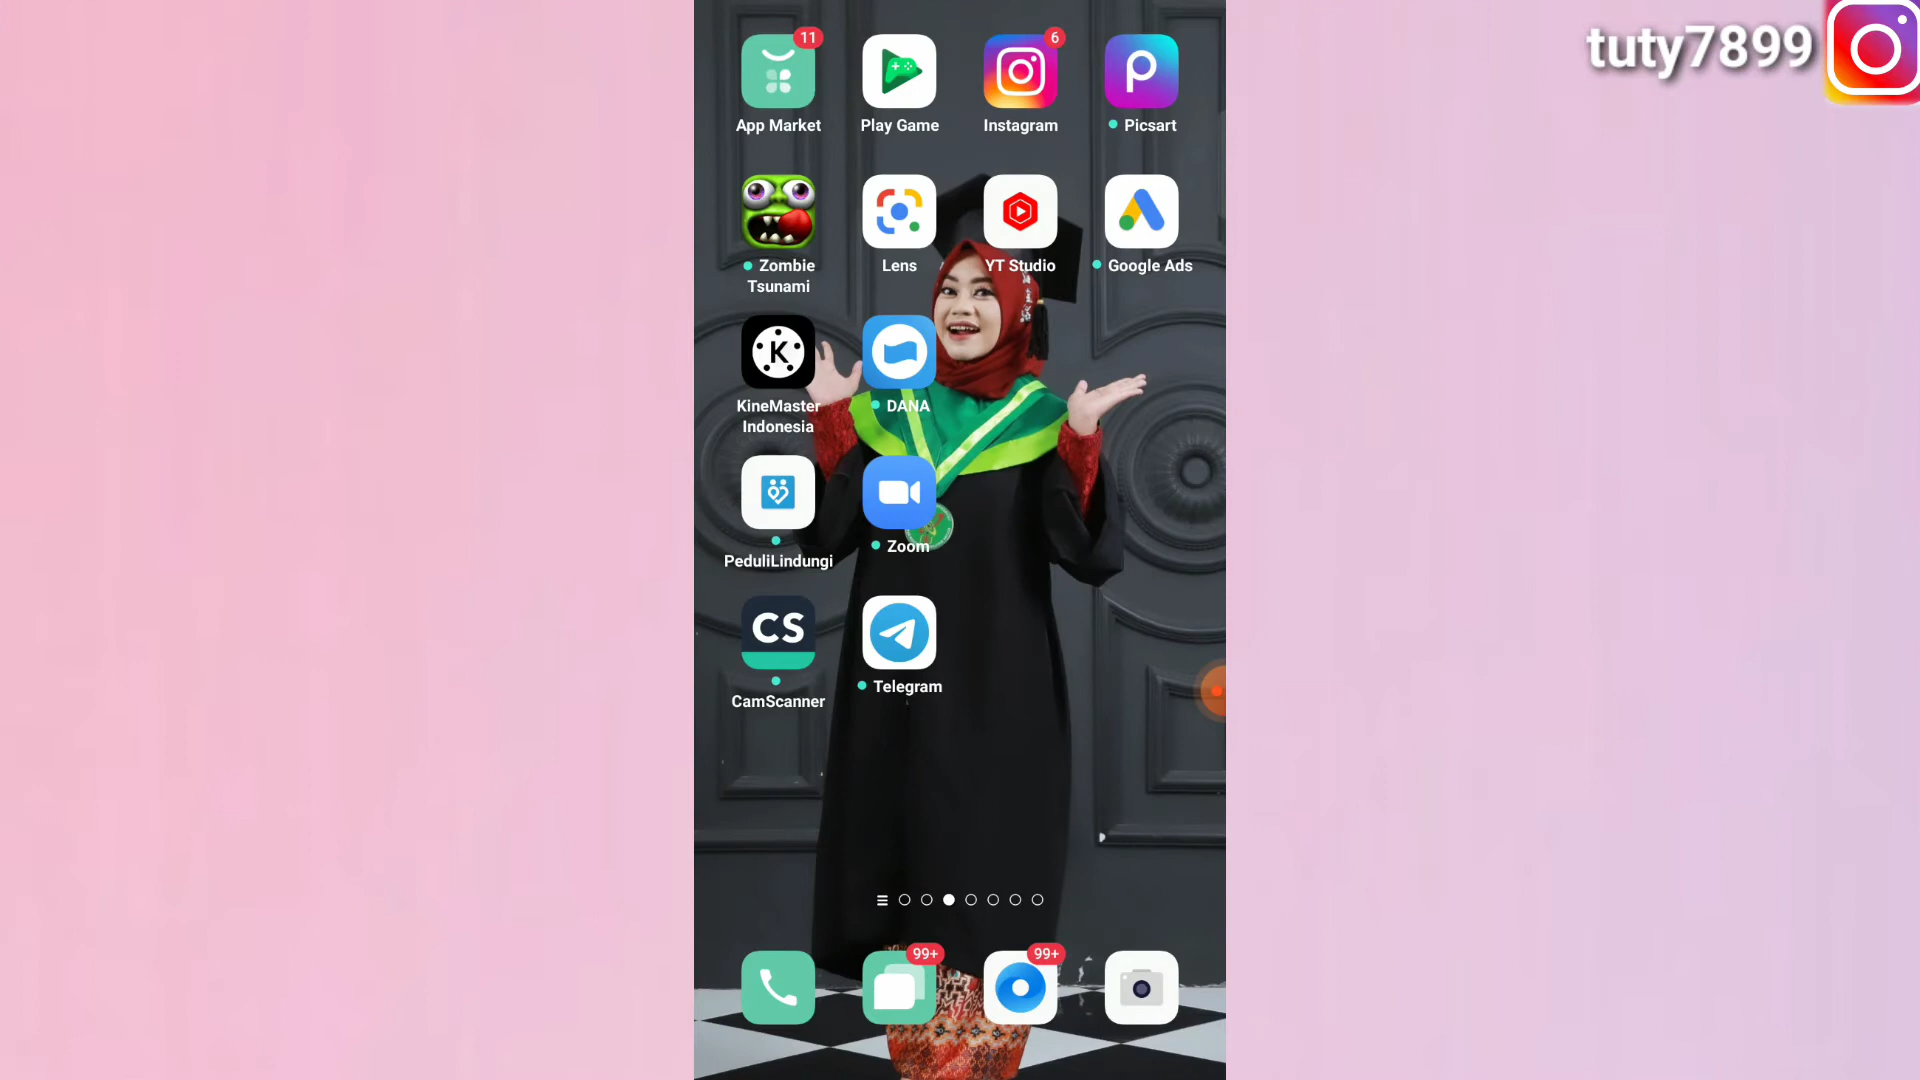 tuty7899
11
6
App Market
Play Game
Instagram
Picsart
Zombie
Tsunami
Lens
YT Studio
Google Ads
K
KineMaster
Indonesia
DANA
PeduliLindungi
Zoom
CS
CamScanner
Telegram
99+
99+